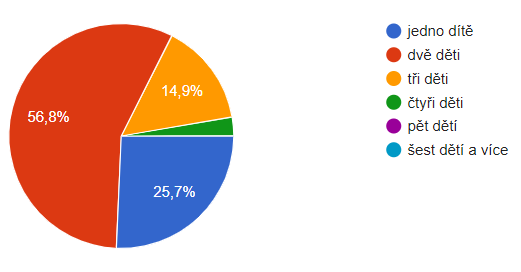 56,8%
14,9%
25,7%
jedno dítě
dvě děti
tři děti
čtyři děti
pět dětí
šest dětí a více